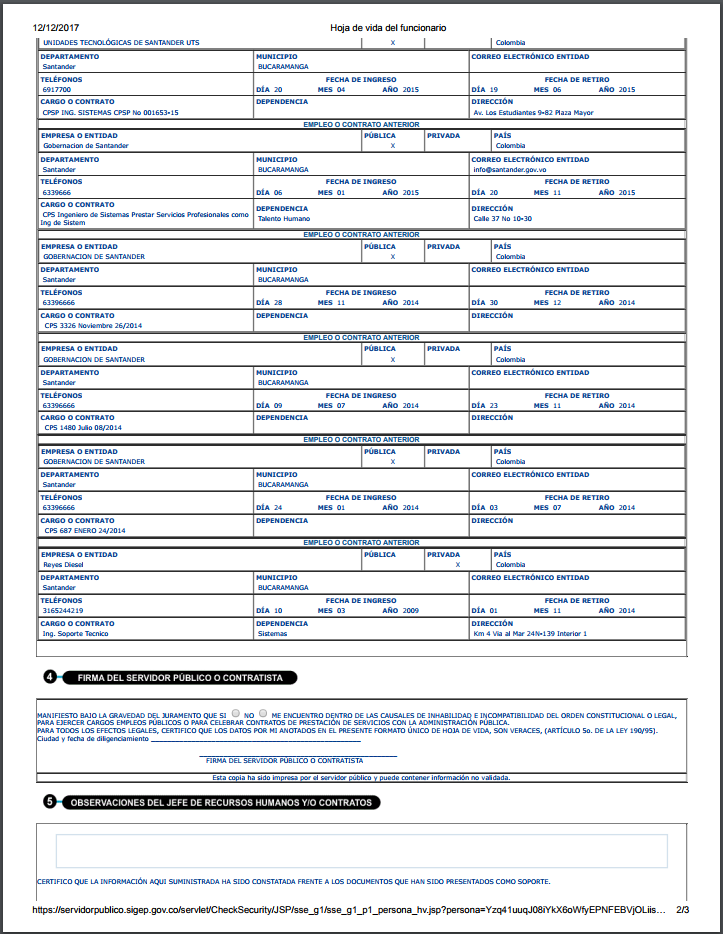 12/12/2017 Hoja de vida del funcionario
UNIDADES TECNOLÓGICAS DE SANTANDER UTS X Colombia
DEPARTAMENTO MUNICIPIO CORREO ELECTRÓNICO ENTIDAD
Santander BUCARAMANGA
TELÉFONOS FECHA DE INGRESO FECHA DE RETIRO
6917700 DÍA 20 MES 04 AÑO 2015 DÍA 19 MES 06 AÑO 2015
CARGO O CONTRATO DEPENDENCIA DIRECCIÓN
CPSP ING. SISTEMAS CPSP No 001653-15 Av. Los Estudiantes 9-82 Plaza Mayor
EMPLEO O CONTRATO ANTERIOR
EMPRESA O ENTIDAD PÚBLICA PRIVADA PAÍS
Gobernacion de Santander X Colombia
DEPARTAMENTO MUNICIPIO CORREO ELECTRÓNICO ENTIDAD
Santander BUCARAMANGA info@santander.gov.vo
TELÉFONOS FECHA DE INGRESO FECHA DE RETIRO
6339666 DÍA 06 MES 01 AÑO 2015 DÍA 20 MES 11 AÑO 2015
CARGO O CONTRATO DEPENDENCIA DIRECCIÓN
CPS Ingeniero de Sistemas Prestar Servicios Profesionales como Talento Humano Calle 37 No 10-30
Ing de Sistem
EMPLEO O CONTRATO ANTERIOR
EMPRESA O ENTIDAD PÚBLICA PRIVADA PAÍS
GOBERNACION DE SANTANDER X Colombia
DEPARTAMENTO MUNICIPIO CORREO ELECTRÓNICO ENTIDAD
Santander BUCARAMANGA
TELÉFONOS FECHA DE INGRESO FECHA DE RETIRO
63396666 DÍA 28 MES 11 AÑO 2014 DÍA 30 MES 12 AÑO 2014
CARGO O CONTRATO DEPENDENCIA DIRECCIÓN
CPS 3326 Noviembre 26/2014
EMPLEO O CONTRATO ANTERIOR
EMPRESA O ENTIDAD PÚBLICA PRIVADA PAÍS
GOBERNACION DE SANTANDER X Colombia
DEPARTAMENTO MUNICIPIO CORREO ELECTRÓNICO ENTIDAD
Santander BUCARAMANGA
TELÉFONOS FECHA DE INGRESO FECHA DE RETIRO
63396666 DÍA 09 MES 07 AÑO 2014 DÍA 23 MES 11 AÑO 2014
CARGO O CONTRATO DEPENDENCIA DIRECCIÓN
CPS 1480 Julio 08/2014
EMPLEO O CONTRATO ANTERIOR
EMPRESA O ENTIDAD PÚBLICA PRIVADA PAÍS
GOBERNACION DE SANTANDER X Colombia
DEPARTAMENTO MUNICIPIO CORREO ELECTRÓNICO ENTIDAD
Santander BUCARAMANGA
TELÉFONOS FECHA DE INGRESO FECHA DE RETIRO
63396666 DÍA 24 MES 01 AÑO 2014 DÍA 03 MES 07 AÑO 2014
CARGO O CONTRATO DEPENDENCIA DIRECCIÓN
CPS 687 ENERO 24/2014
EMPLEO O CONTRATO ANTERIOR
EMPRESA O ENTIDAD PÚBLICA PRIVADA PAÍS
Reyes Diesel X Colombia
DEPARTAMENTO MUNICIPIO CORREO ELECTRÓNICO ENTIDAD
Santander BUCARAMANGA
TELÉFONOS FECHA DE INGRESO FECHA DE RETIRO
3165244219 DÍA 10 MES 03 AÑO 2009 DÍA 01 MES 11 AÑO 2014
CARGO O CONTRATO DEPENDENCIA DIRECCIÓN
Ing. Soporte Tecnico Sistemas Km 4 Via al Mar 24N-139 Interior 1
4 FIRMA DEL SERVIDOR PÚBLICO O CONTRATISTA
MANIFIESTO BAJO LA GRAVEDAD DEL JURAMENTO QUE SI NO ME ENCUENTRO DENTRO DE LAS CAUSALES DE INHABILIDAD E INCOMPATIBILIDAD DEL ORDEN CONSTITUCIONAL O LEGAL,
PARA EJERCER CARGOS EMPLEOS PÚBLICOS O PARA CELEBRAR CONTRATOS DE PRESTACIÓN DE SERVICIOS CON LA ADMINISTRACIÓN PÚBLICA.
PARA TODOS LOS EFECTOS LEGALES, CERTIFICO QUE LOS DATOS POR MI ANOTADOS EN EL PRESENTE FORMATO ÚNICO DE HOJA DE VIDA, SON VERACES, (ARTÍCULO 5o. DE LA LEY 190/95).
Ciudad y fecha de diligenciamiento
FIRMA DEL SERVIDOR PÚBLICO O CONTRATISTA
Esta copia ha sido impresa por el servidor público y puede contener información no validada.
5 OBSERVACIONES DEL JEFE DE RECURSOS HUMANOS Y/O CONTRATOS
CERTIFICO QUE LA INFORMACIÓN AQUI SUMINISTRADA HA SIDO CONSTATADA FRENTE A LOS DOCUMENTOS QUE HAN SIDO PRESENTADOS COMO SOPORTE.
https://servidorpublico.sigep.gov.co/servlet/CheckSecurity/JSP/sse_g1/sse_g1_p1_persona_hv.jsp?persona=Yzq41uuqJ08iYkX6oWfyEPNFEBVjOLiis... 2/3